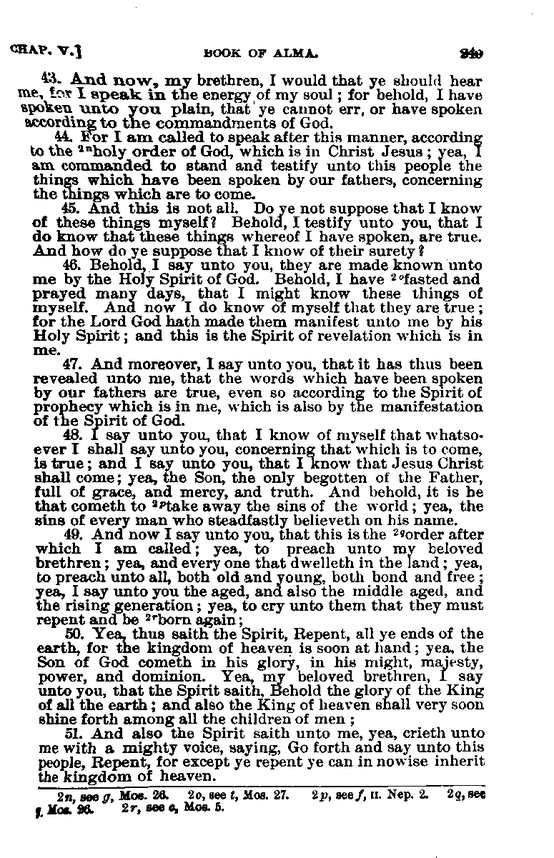 CHAP. V.] BOOK OF ALMA. 249
43. And now, my brethren, I would that ye should hear
me, for I speak in the energy of my soul; for behold, I have
spoken unto you plain, that ye cannot err, or have spoken
according to the commandments of God.
44. For I am called to speak after this manner, according
to the ²ⁿholy order of God, which is in Christ Jesus; yea, I
am commanded to stand and testify unto this people the
things which have been spoken by our fathers, concerning
the things which are to come.
45. And this is not all. Do ye not suppose that I know
of these things myself? Behold, I testify unto you, that I
do know that these things whereof I have spoken, are true.
And how do ye suppose that I know of their surety?
46. Behold, I say unto you, they are made known unto
me by the Holy Spirit of God. Behold, I have ²ᵒfasted and
prayed many days, that I might know these things of
myself. And now I do know of myself that they are true;
for the Lord God hath made them manifest unto me by his
Holy Spirit; and this is the Spirit of revelation which is in
me.
47. And moreover, I say unto you, that it has thus been
revealed unto me, that the words which have been spoken
by our fathers are true, even so according to the Spirit of
prophecy which is in me, which is also by the manifestation
of the Spirit of God.
48. I say unto you, that I know of myself that whatso-
ever I shall say unto you, concerning that which is to come,
is true; and I say unto you, that I know that Jesus Christ
shall come; yea, the Son, the only begotten of the Father,
full of grace, and mercy, and truth. And behold, it is he
that cometh to ²ᵖtake away the sins of the world; yea, the
sins of every man who steadfastly believeth on his name.
49. And now I say unto you, that this is the ²𐞥order after
which I am called; yea, to preach unto my beloved
brethren; yea, and every one that dwelleth in the land; yea,
to preach unto all, both old and young, both bond and free;
yea, I say unto you the aged, and also the middle aged, and
the rising generation; yea, to cry unto them that they must
repent and be ²ʳborn again;
50. Yea, thus saith the Spirit, Repent, all ye ends of the
earth, for the kingdom of heaven is soon at hand; yea, the
Son of God cometh in his glory, in his might, majesty,
power, and dominion. Yea, my beloved brethren, I say
unto you, that the Spirit saith, Behold the glory of the King
of all the earth; and also the King of heaven shall very soon
shine forth among all the children of men;
51. And also the Spirit saith unto me, yea, crieth unto
me with a mighty voice, saying, Go forth and say unto this
people, Repent, for except ye repent ye can in nowise inherit
the kingdom of heaven.
2n, see g, Mos. 26. 2o, see t, Mos. 27. 2p, see f, II. Nep. 2. 2q, see
g, Mos. 26. 2r, see e, Mos. 5.